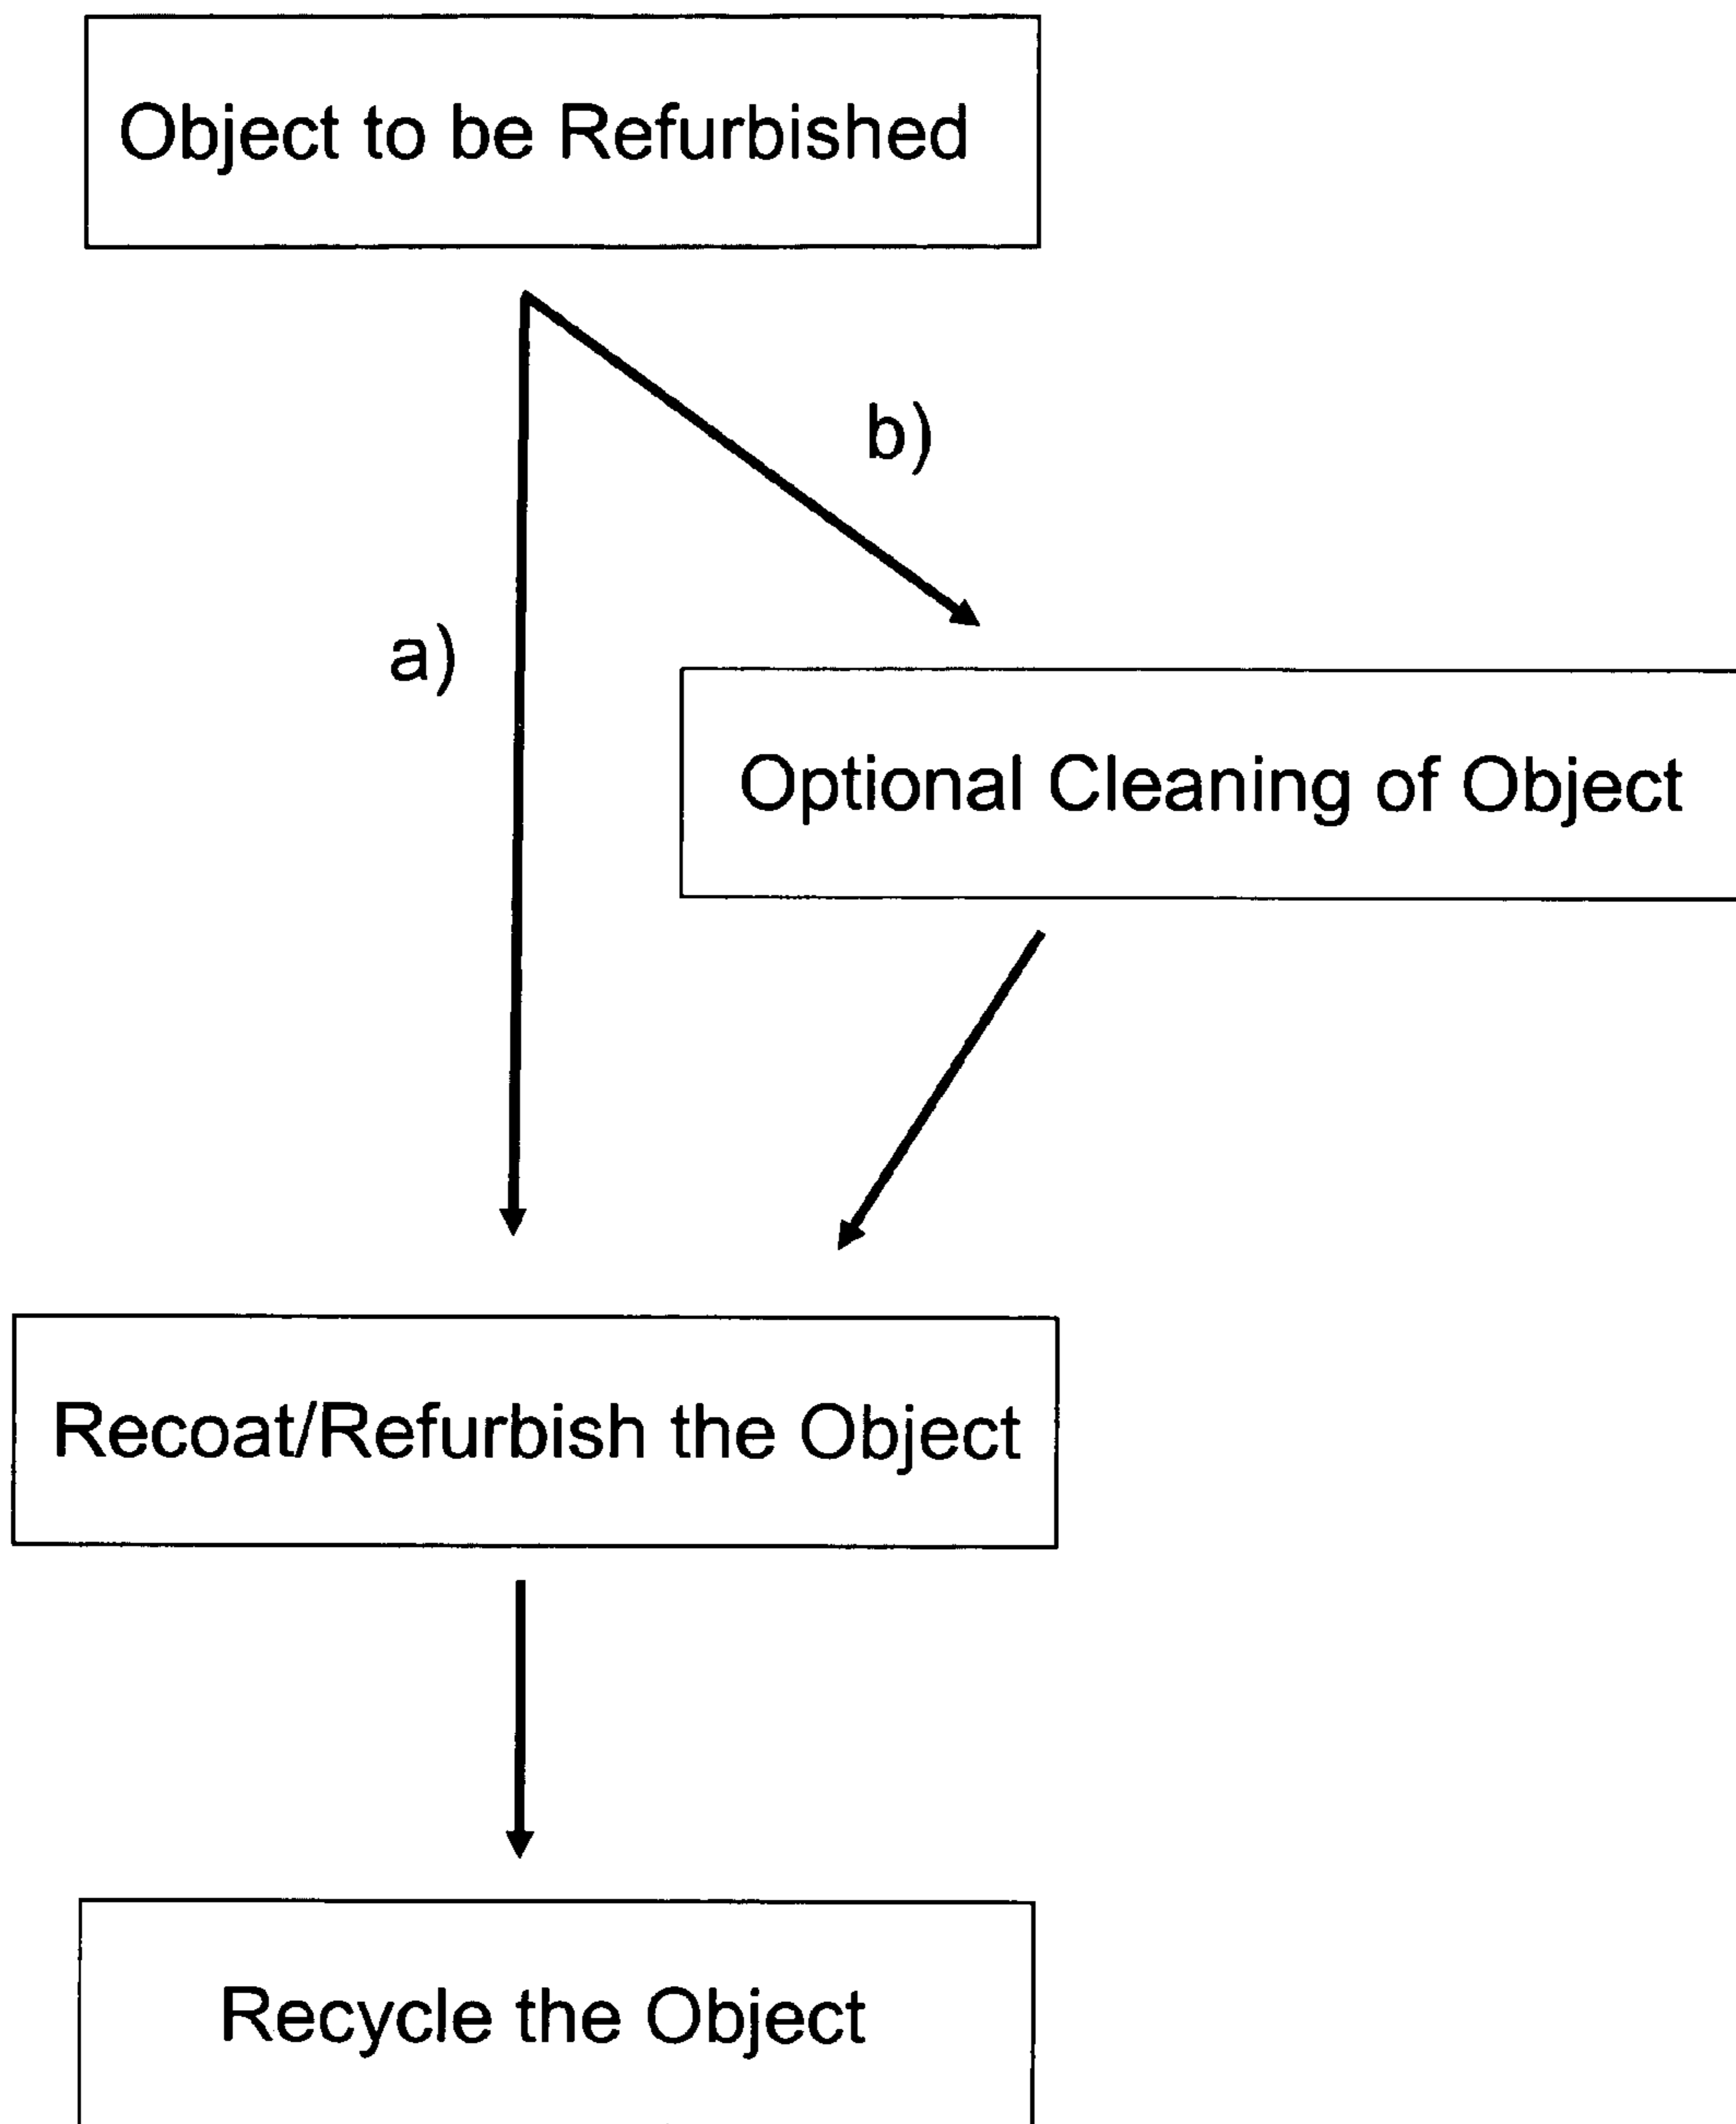 Object to be Refurbished
b)
a)
Optional Cleaning of Object
Recoat/Refurbish the Object
Recycle the Object